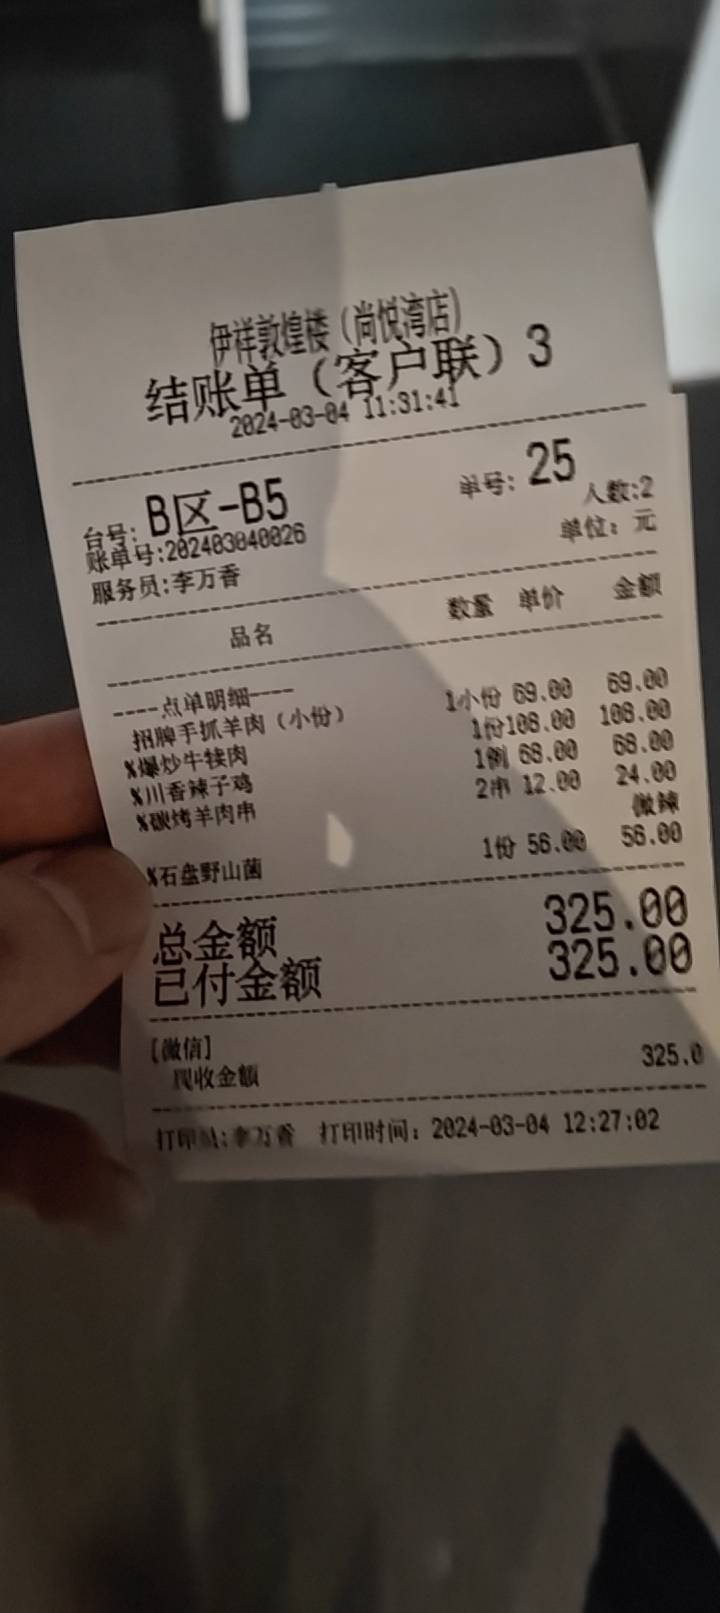 伊祥敦煌楼（尚悦湾店）
结账单（客户联）3
2024-03-04 11:31:41
台号: B区-B5 单号: 25
账单号:202403040026 人数:2
服务员:李万香 单位：元
品名 数量 单价 金额
----点单明细----
招牌手抓羊肉（小份） 1小份 69.00 69.00
%爆炒牛犊肉 1份108.00 108.00
%川香辣子鸡 1例 68.00 68.00
%碳烤羊肉串 2串 12.00 24.00
微辣
%石盘野山菌 1份 56.00 56.00
总金额 325.00
已付金额 325.00
[微信]
现收金额 325.0
打印员:李万香 打印时间：2024-03-04 12:27:02